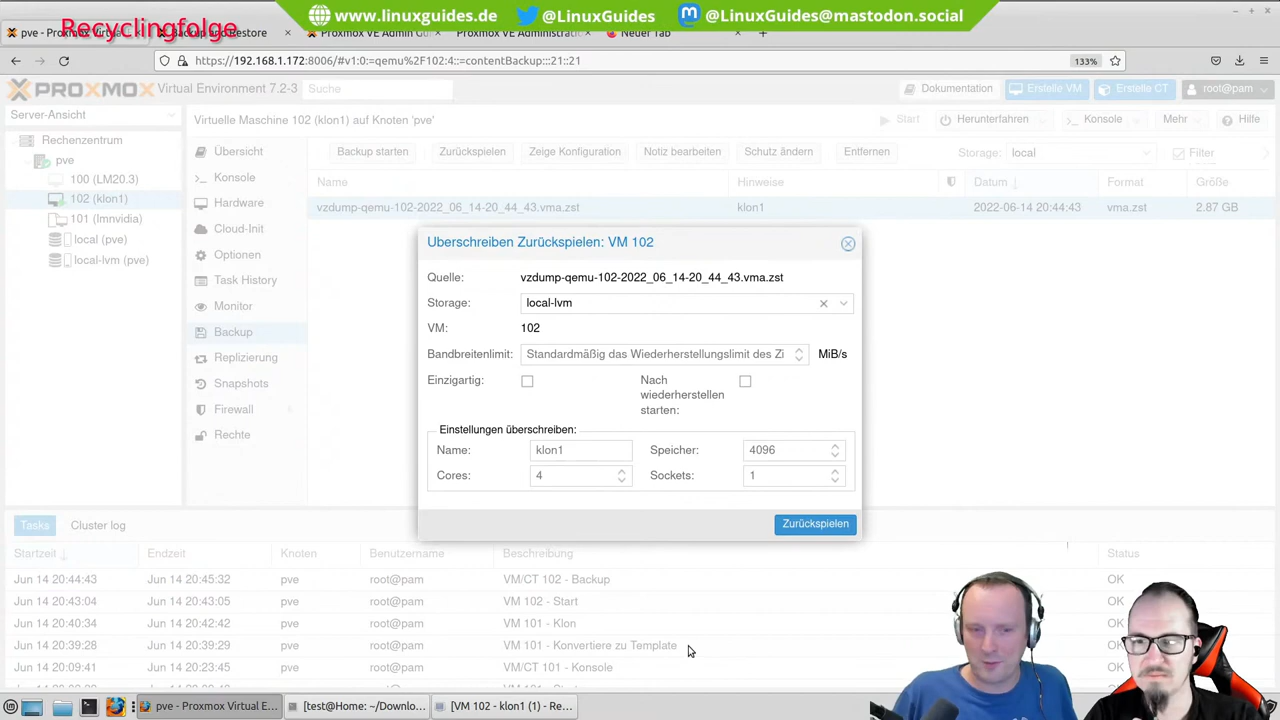 www.linuxguides.de @LinuxGuides @LinuxGuides@mastodon.social
Recyclingfolge
pve - Proxmox Virtual Backup and Restore Proxmox VE Admin Gu Proxmox VE Administrati Neuer Tab
https://192.168.1.172:8006/#v1:0:=qemu%2F102:4::=contentBackup:::21::21 133%
PROXMOX Virtual Environment 7.2-3 Suche Dokumentation Erstelle VM Erstelle CT root@pam
Server-Ansicht
Virtuelle Maschine 102 (klon1) auf Knoten 'pve' Start Herunterfahren Konsole Mehr Hilfe
Rechenzentrum
pve
100 (LM20.3)
102 (klon1)
101 (lmnvidia)
local (pve)
local-lvm (pve)
Übersicht
Konsole
Hardware
Cloud-Init
Optionen
Task History
Monitor
Backup
Replizierung
Snapshots
Firewall
Rechte
Backup starten Zurückspielen Zeige Konfiguration Notiz bearbeiten Schutz ändern Entfernen Storage: local Filter
Name Hinweise Datum Format Größe
vzdump-qemu-102-2022_06_14-20_44_43.vma.zst klon1 2022-06-14 20:44:43 vma.zst 2.87 GB
Überschreiben Zurückspielen: VM 102
Quelle: vzdump-qemu-102-2022_06_14-20_44_43.vma.zst
Storage: local-lvm
VM: 102
Bandbreitenlimit: Standardmäßig das Wiederherstellungslimit des Zi MiB/s
Einzigartig: Nach
wiederherstellen
starten:
Einstellungen überschreiben:
Name: klon1 Speicher: 4096
Cores: 4 Sockets: 1
Zurückspielen
Tasks Cluster log
Startzeit Endzeit Knoten Benutzername Beschreibung Status
Jun 14 20:44:43 Jun 14 20:45:32 pve root@pam VM/CT 102 - Backup OK
Jun 14 20:43:04 Jun 14 20:43:05 pve root@pam VM 102 - Start OK
Jun 14 20:40:34 Jun 14 20:42:42 pve root@pam VM 101 - Klon OK
Jun 14 20:39:28 Jun 14 20:39:29 pve root@pam VM 101 - Konvertiere zu Template OK
Jun 14 20:09:41 Jun 14 20:23:45 pve root@pam VM/CT 101 - Konsole OK
pve - Proxmox Virtual E... [test@Home: ~/Downlo... [VM 102 - klon1 (1) - Re...